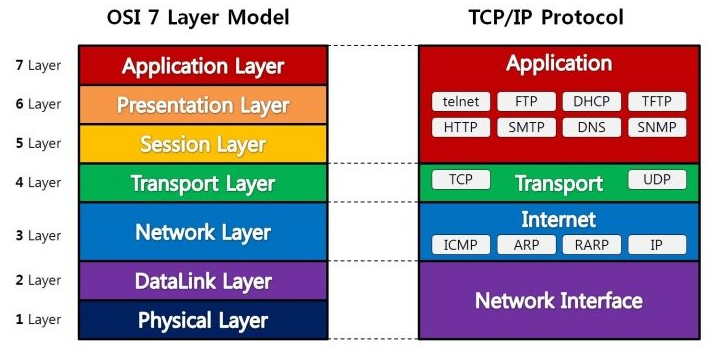 OSI 7 Layer Model
7 Layer Application Layer
6 Layer Presentation Layer
5 Layer Session Layer
4 Layer Transport Layer
3 Layer Network Layer
2 Layer DataLink Layer
1 Layer Physical Layer
TCP/IP Protocol
Application
telnet FTP DHCP TFTP
HTTP SMTP DNS SNMP
TCP Transport UDP
Internet
ICMP ARP RARP IP
Network Interface